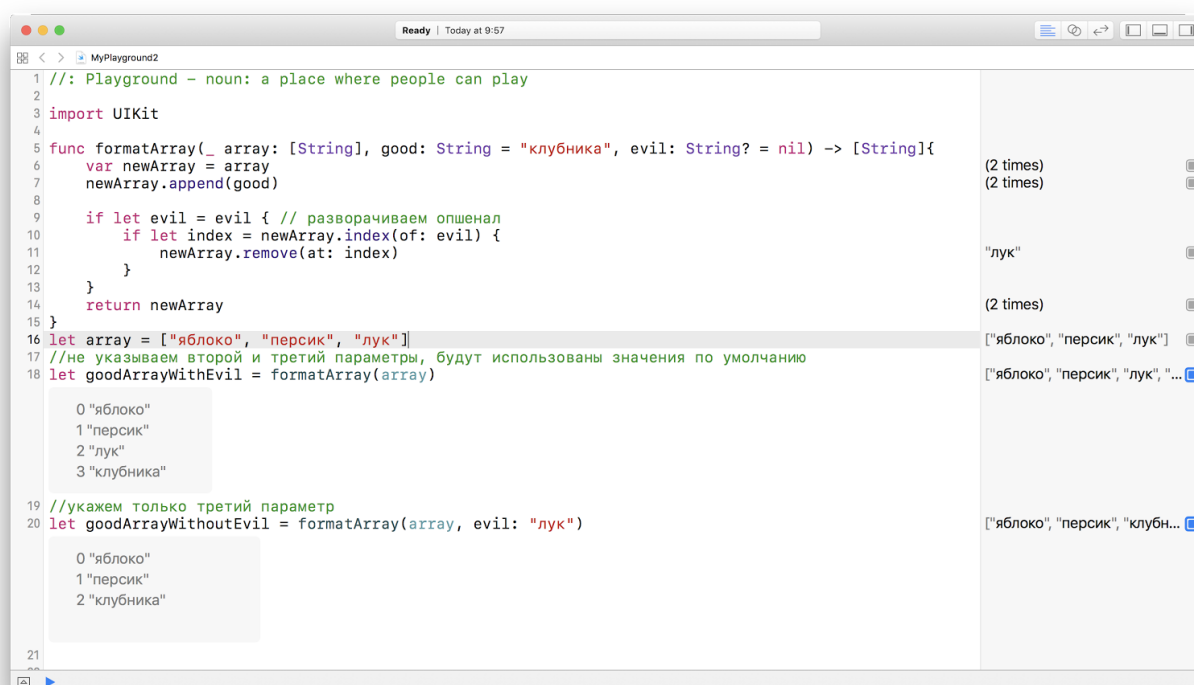 Ready | Today at 9:57
MyPlayground2
1 //: Playground – noun: a place where people can play
2
3 import UIKit
4
5 func formatArray(_ array: [String], good: String = "клубника", evil: String? = nil) -> [String]{
6 var newArray = array (2 times)
7 newArray.append(good) (2 times)
8
9 if let evil = evil { // разворачиваем опшенал
10 if let index = newArray.index(of: evil) {
11 newArray.remove(at: index) "лук"
12 }
13 }
14 return newArray (2 times)
15 }
16 let array = ["яблоко", "персик", "лук"] ["яблоко", "персик", "лук"]
17 //не указываем второй и третий параметры, будут использованы значения по умолчанию
18 let goodArrayWithEvil = formatArray(array) ["яблоко", "персик", "лук", "...
0 "яблоко"
1 "персик"
2 "лук"
3 "клубника"
19 //укажем только третий параметр
20 let goodArrayWithoutEvil = formatArray(array, evil: "лук") ["яблоко", "персик", "клубн...
0 "яблоко"
1 "персик"
2 "клубника"
21